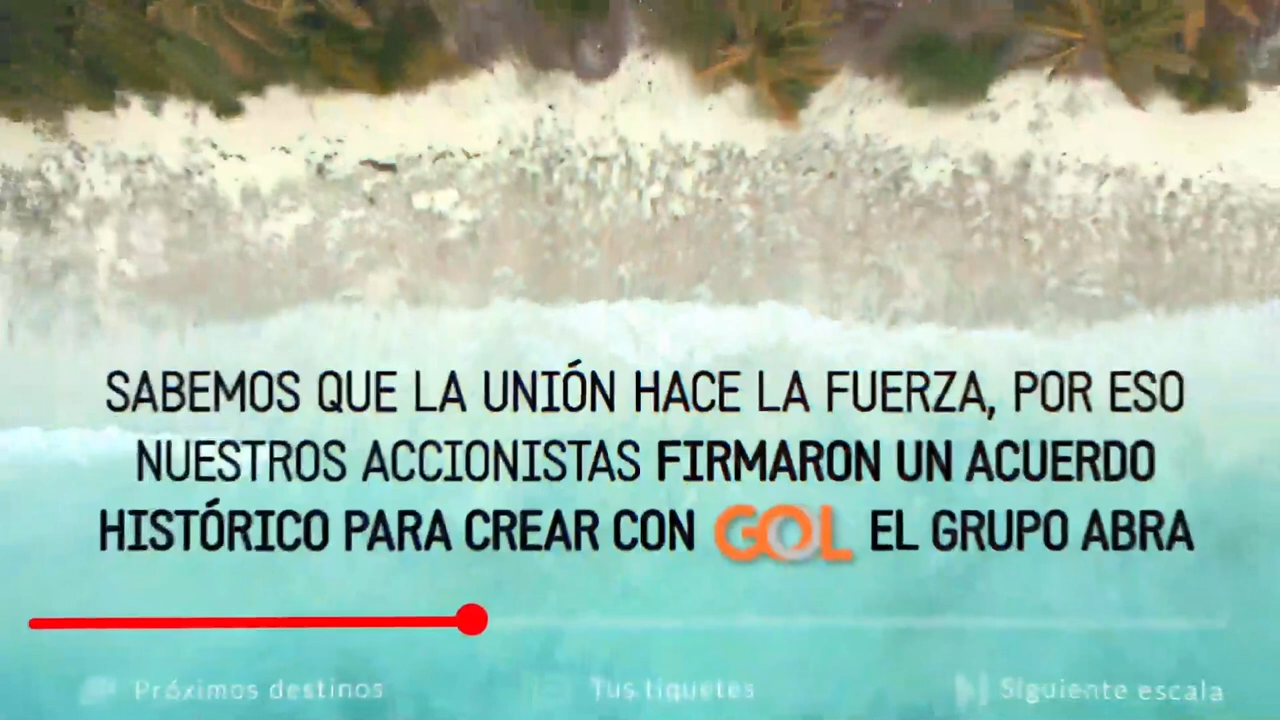 SABEMOS QUE LA UNIÓN HACE LA FUERZA, POR ESO
NUESTROS ACCIONISTAS FIRMARON UN ACUERDO
HISTÓRICO PARA CREAR CON GOL EL GRUPO ABRA
Próximos destinos
Tus tiquetes
Siguiente escala